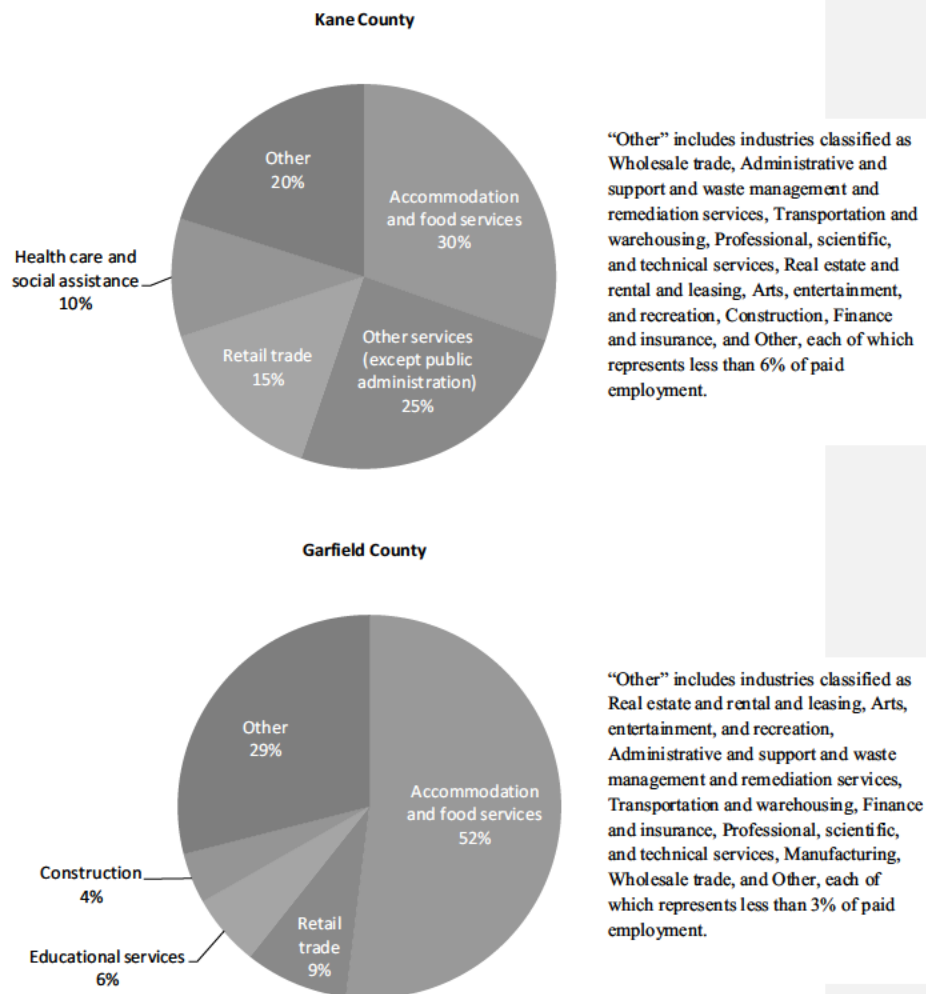 Kane County
Other
20%
Accommodation
and food services
30%
Health care and
social assistance
10%
Retail trade
15%
Other services
(except public
administration)
25%
“Other” includes industries classified as
Wholesale trade, Administrative and
support and waste management and
remediation services, Transportation and
warehousing, Professional, scientific,
and technical services, Real estate and
rental and leasing, Arts, entertainment,
and recreation, Construction, Finance
and insurance, and Other, each of which
represents less than 6% of paid
employment.
Garfield County
Other
29%
Accommodation
and food services
52%
Construction
4%
Educational services
6%
Retail
trade
9%
“Other” includes industries classified as
Real estate and rental and leasing, Arts,
entertainment, and recreation,
Administrative and support and waste
management and remediation services,
Transportation and warehousing, Finance
and insurance, Professional, scientific,
and technical services, Manufacturing,
Wholesale trade, and Other, each of
which represents less than 3% of paid
employment.